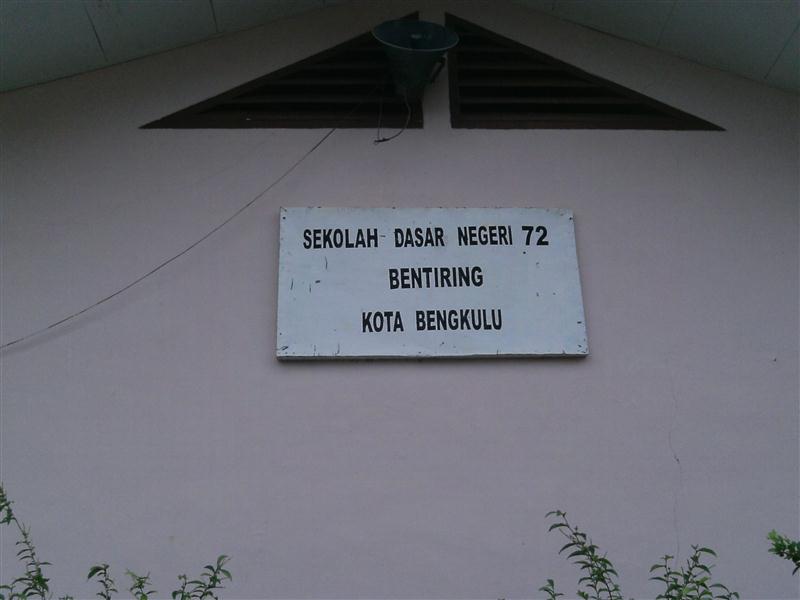 SEKOLAH DASAR NEGERI 72
BENTIRING
KOTA BENGKULU